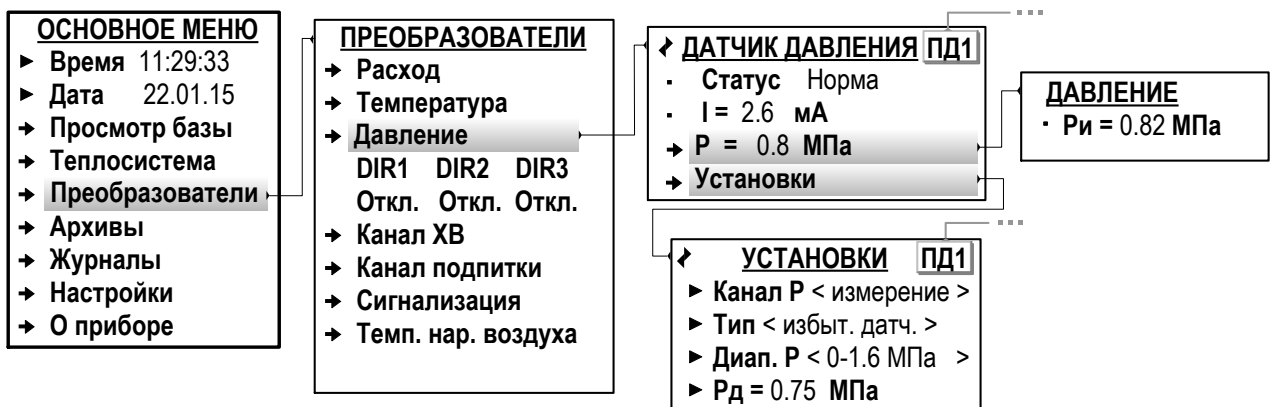 ОСНОВНОЕ МЕНЮ
Время 11:29:33
Дата 22.01.15
Просмотр базы
Теплосистема
Преобразователи
Архивы
Журналы
Настройки
О приборе
ПРЕОБРАЗОВАТЕЛИ
Расход
Температура
Давление
DIR1 DIR2 DIR3
Откл. Откл. Откл.
Канал ХВ
Канал подпитки
Сигнализация
Темп. нар. воздуха
ДАТЧИК ДАВЛЕНИЯ ПД1
Статус Норма
I = 2.6 мА
P = 0.8 МПа
Установки
ДАВЛЕНИЕ
Ри = 0.82 МПа
УСТАНОВКИ ПД1
Канал Р < измерение >
Тип < избыт. датч. >
Диап. Р < 0-1.6 МПа >
Рд = 0.75 МПа